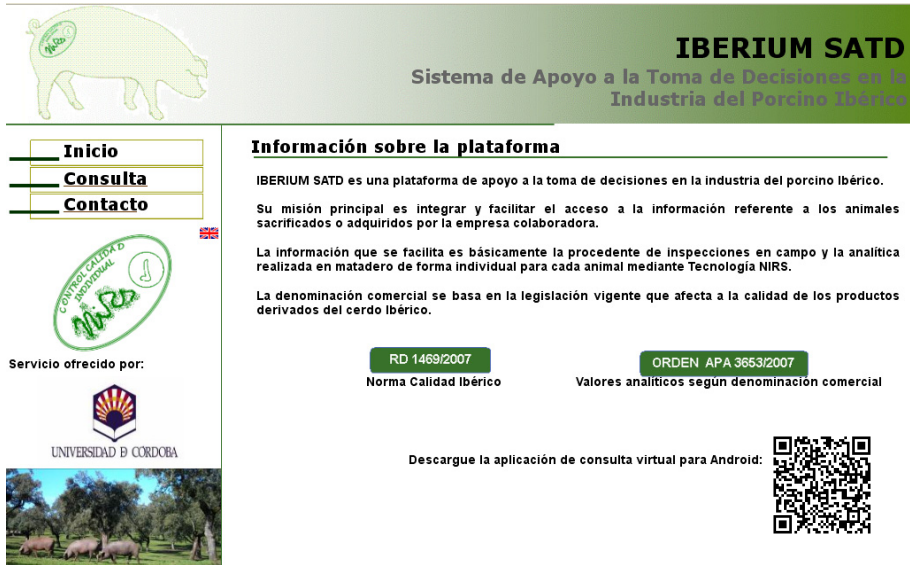 IBERIUM SATD
Sistema de Apoyo a la Toma de Decisiones en la
Industria del Porcino Ibérico
Inicio
Consulta
Contacto
CONTROL CALIDAD
INDIVIDUAL
Servicio ofrecido por:
UNIVERSIDAD Ð CORDOBA
Información sobre la plataforma
IBERIUM SATD es una plataforma de apoyo a la toma de decisiones en la industria del porcino Ibérico.
Su misión principal es integrar y facilitar el acceso a la información referente a los animales
sacrificados o adquiridos por la empresa colaboradora.
La información que se facilita es básicamente la procedente de inspecciones en campo y la analítica
realizada en matadero de forma individual para cada animal mediante Tecnología NIRS.
La denominación comercial se basa en la legislación vigente que afecta a la calidad de los productos
derivados del cerdo Ibérico.
RD 1469/2007
Norma Calidad Ibérico
ORDEN APA 3653/2007
Valores analíticos según denominación comercial
Descargue la aplicación de consulta virtual para Android: